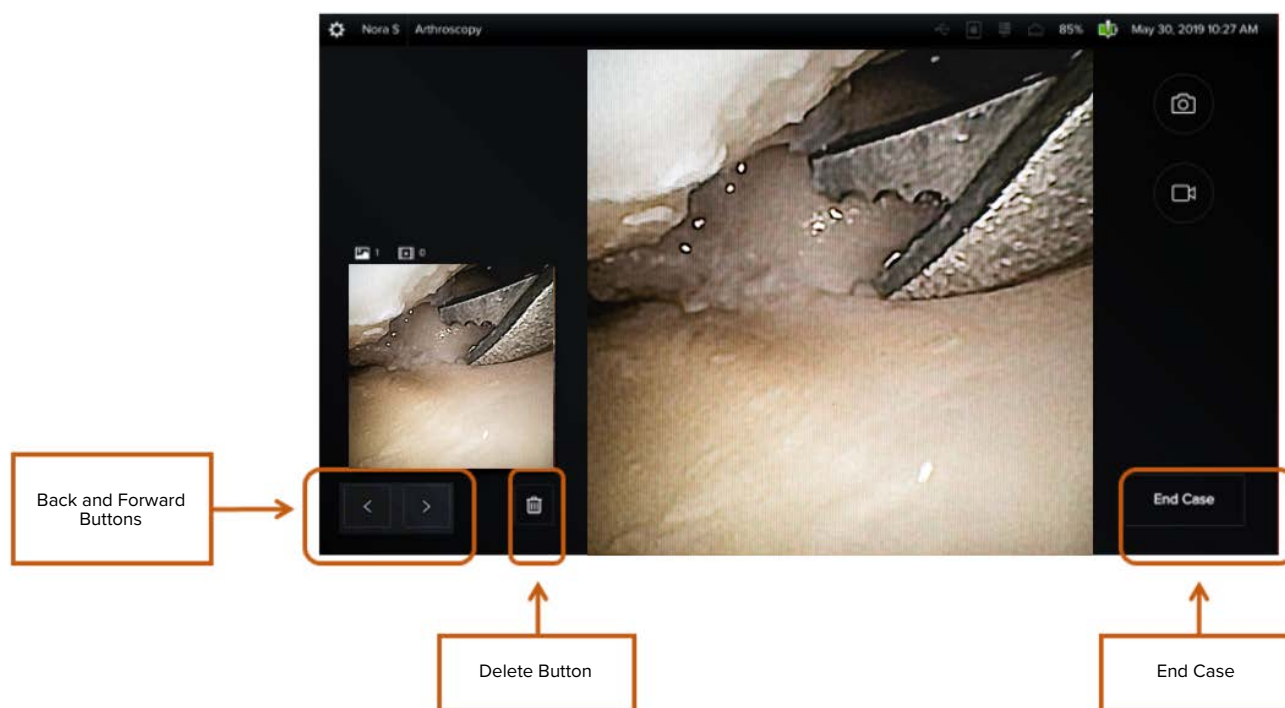 Nora S Arthroscopy 85% May 30, 2019 10:27 AM
1 0
Back and Forward
Buttons
End Case
Delete Button
End Case